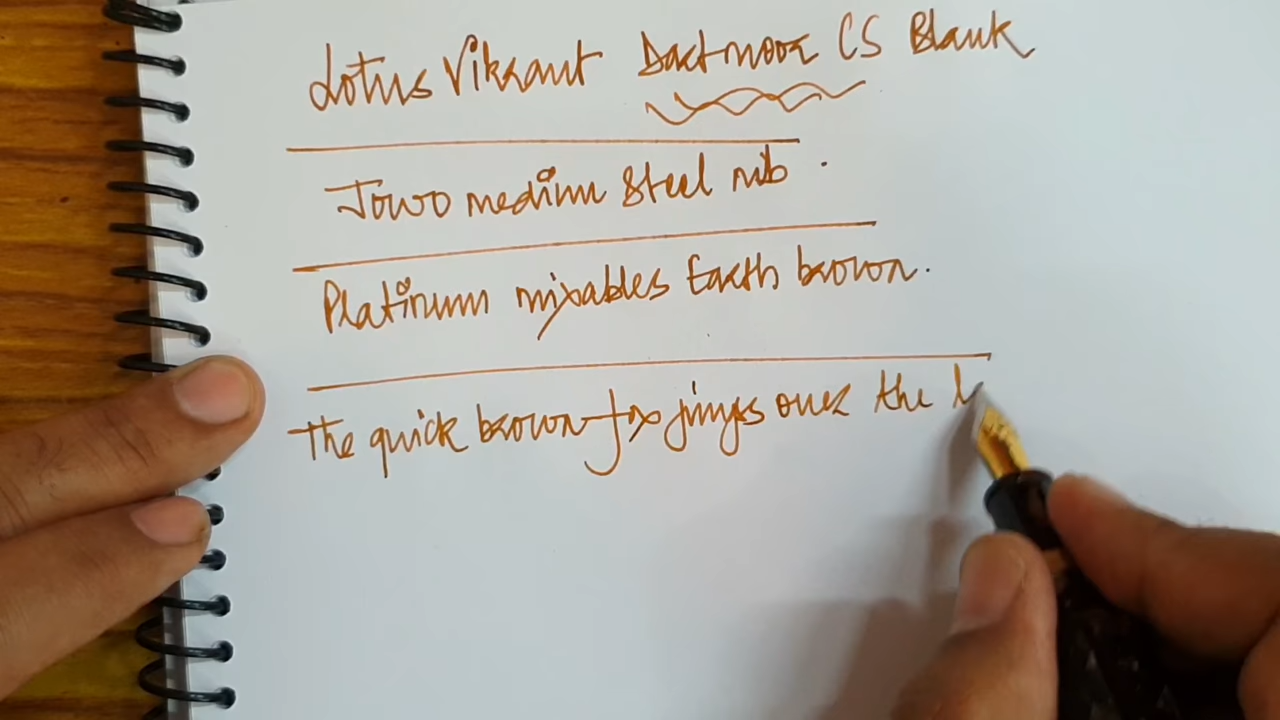 Lotus Vikrant Dartmoor CS Blank
Jowo medium Steel nib .
Platinum mixables Earth brown.
The quick brown fox jumps over the l